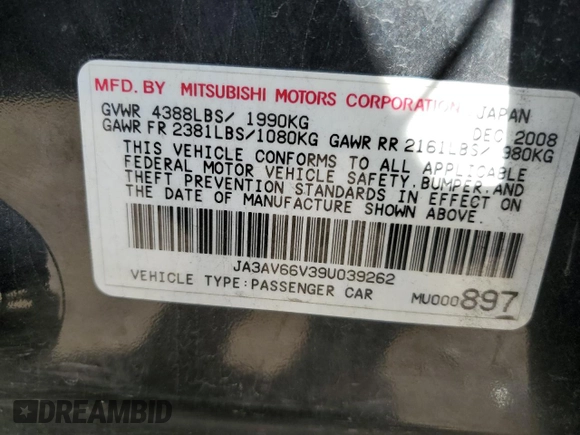 MFD. BY MITSUBISHI MOTORS CORPORATION JAPAN
GVWR 4388LBS/ 1990KG DEC 2008
GAWR FR 2381LBS/1080KG GAWR RR 2161LBS/ 980KG
THIS VEHICLE CONFORMS TO ALL APPLICABLE
FEDERAL MOTOR VEHICLE SAFETY,BUMPER,AND
THEFT PREVENTION STANDARDS IN EFFECT ON
THE DATE OF MANUFACTURE SHOWN ABOVE.
JA3AV66V39U039262
VEHICLE TYPE:PASSENGER CAR MU000897
DREAMBID